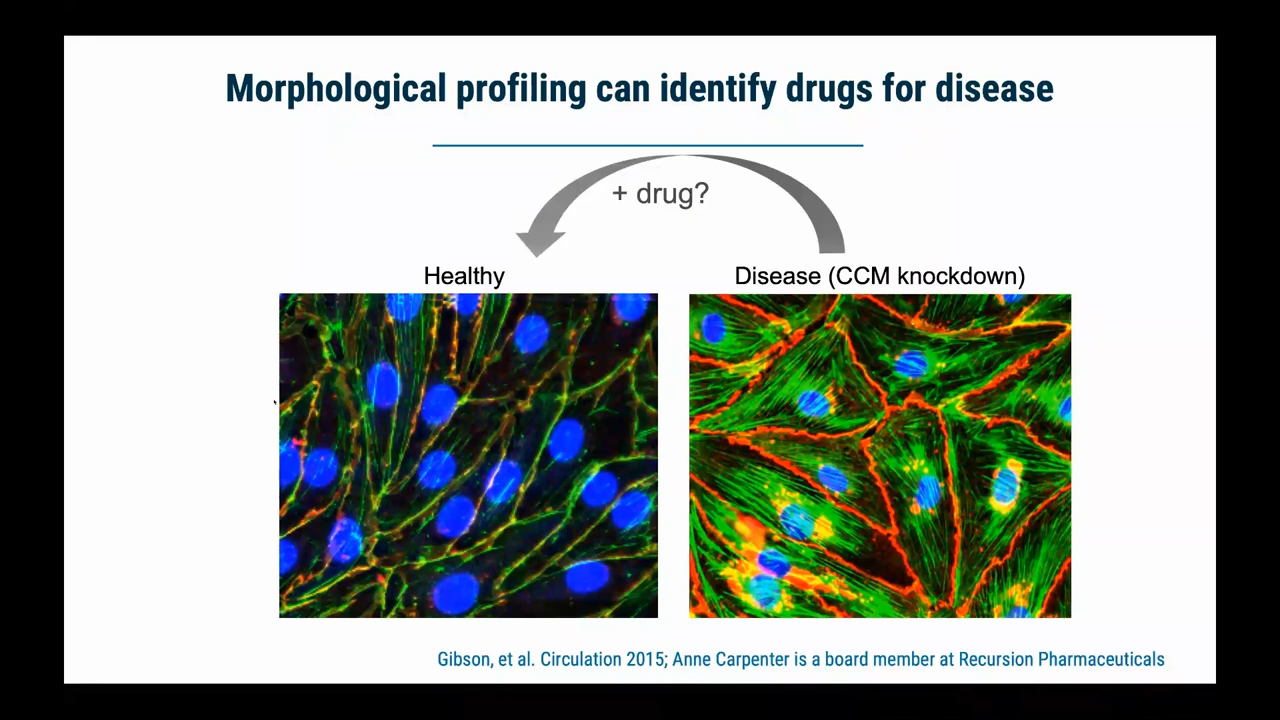 Morphological profiling can identify drugs for disease
+ drug?
Healthy
Disease (CCM knockdown)
Gibson, et al. Circulation 2015; Anne Carpenter is a board member at Recursion Pharmaceuticals